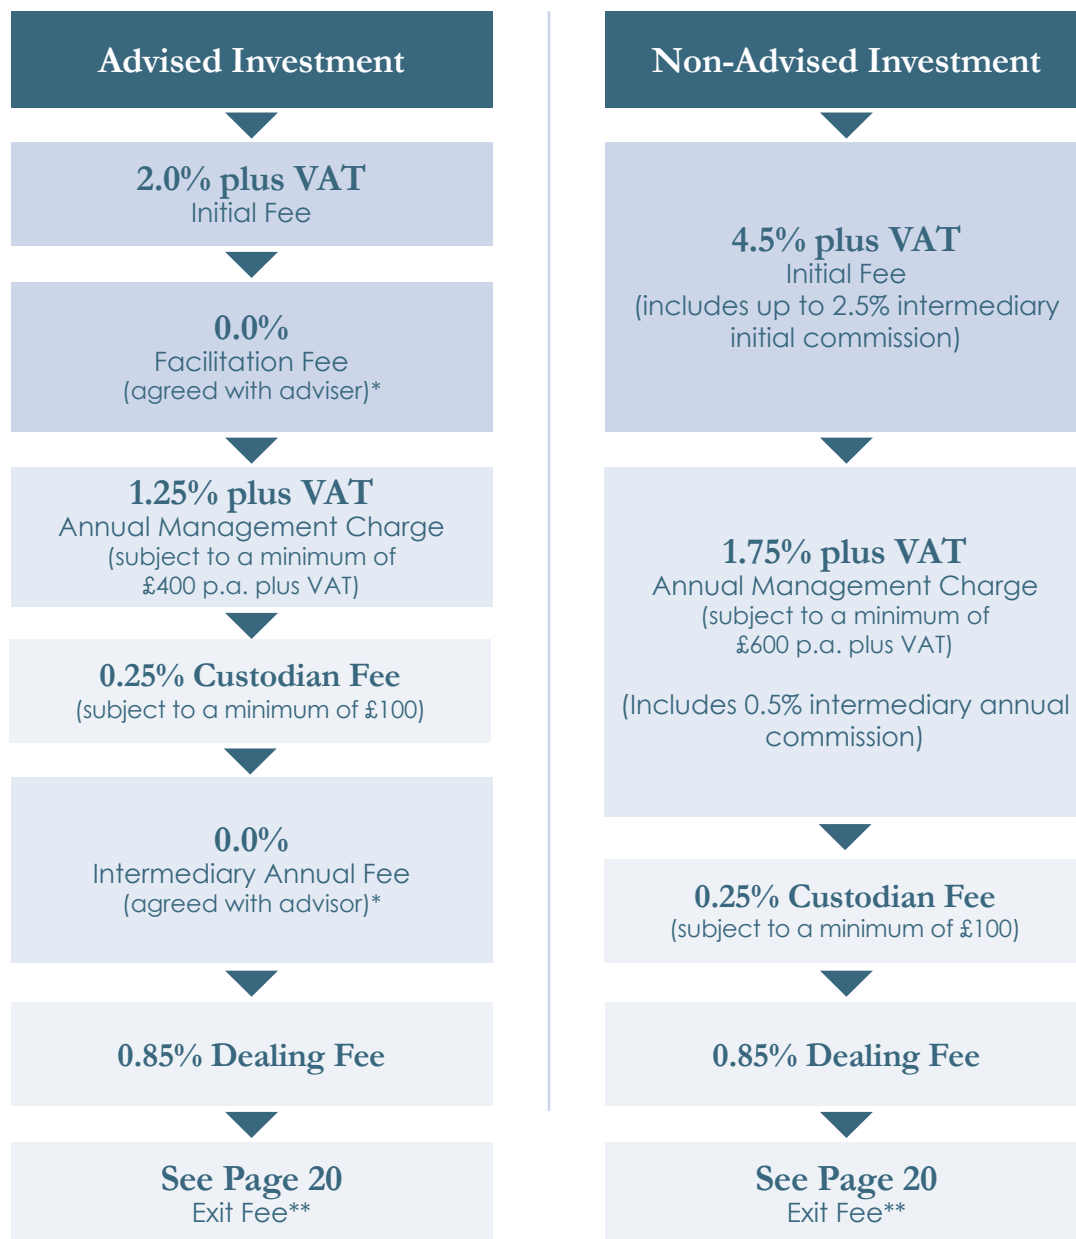 Advised Investment
2.0% plus VAT
Initial Fee
0.0%
Facilitation Fee
(agreed with adviser)*
1.25% plus VAT
Annual Management Charge
(subject to a minimum of
£400 p.a. plus VAT)
0.25% Custodian Fee
(subject to a minimum of £100)
0.0%
Intermediary Annual Fee
(agreed with advisor)*
0.85% Dealing Fee
See Page 20
Exit Fee**
Non-Advised Investment
4.5% plus VAT
Initial Fee
(includes up to 2.5% intermediary
initial commission)
1.75% plus VAT
Annual Management Charge
(subject to a minimum of
£600 p.a. plus VAT)
(Includes 0.5% intermediary annual
commission)
0.25% Custodian Fee
(subject to a minimum of £100)
0.85% Dealing Fee
See Page 20
Exit Fee**